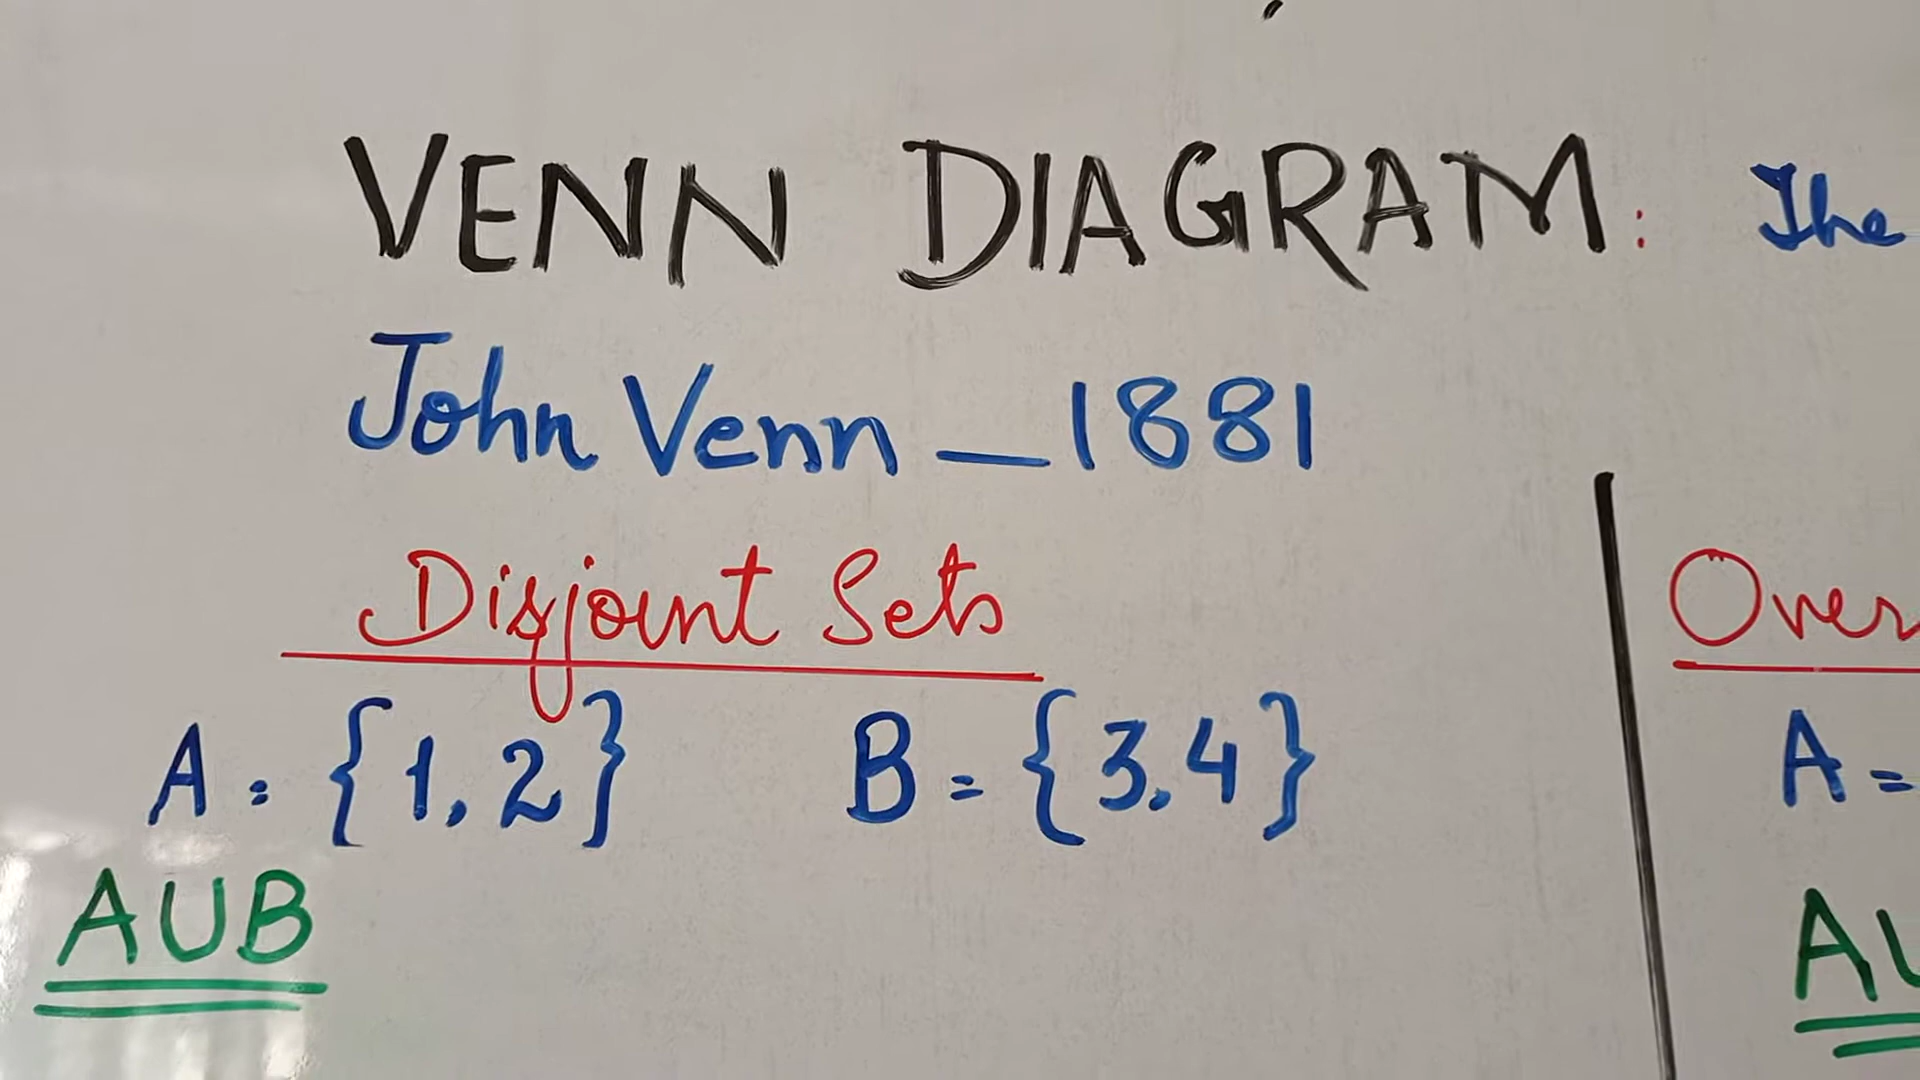 VENN DIAGRAM: The
John Venn _ 1881
Disjoint Sets
A = {1, 2} B = {3, 4}
AUB
Over
A =
AU